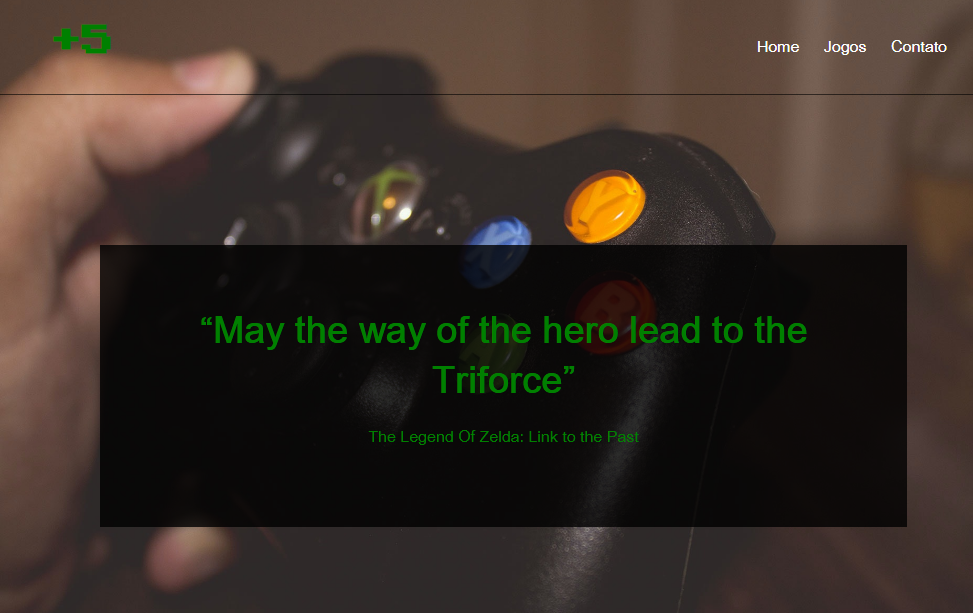 +5
Home Jogos Contato
“May the way of the hero lead to the
Triforce”
The Legend Of Zelda: Link to the Past
X
Y
B